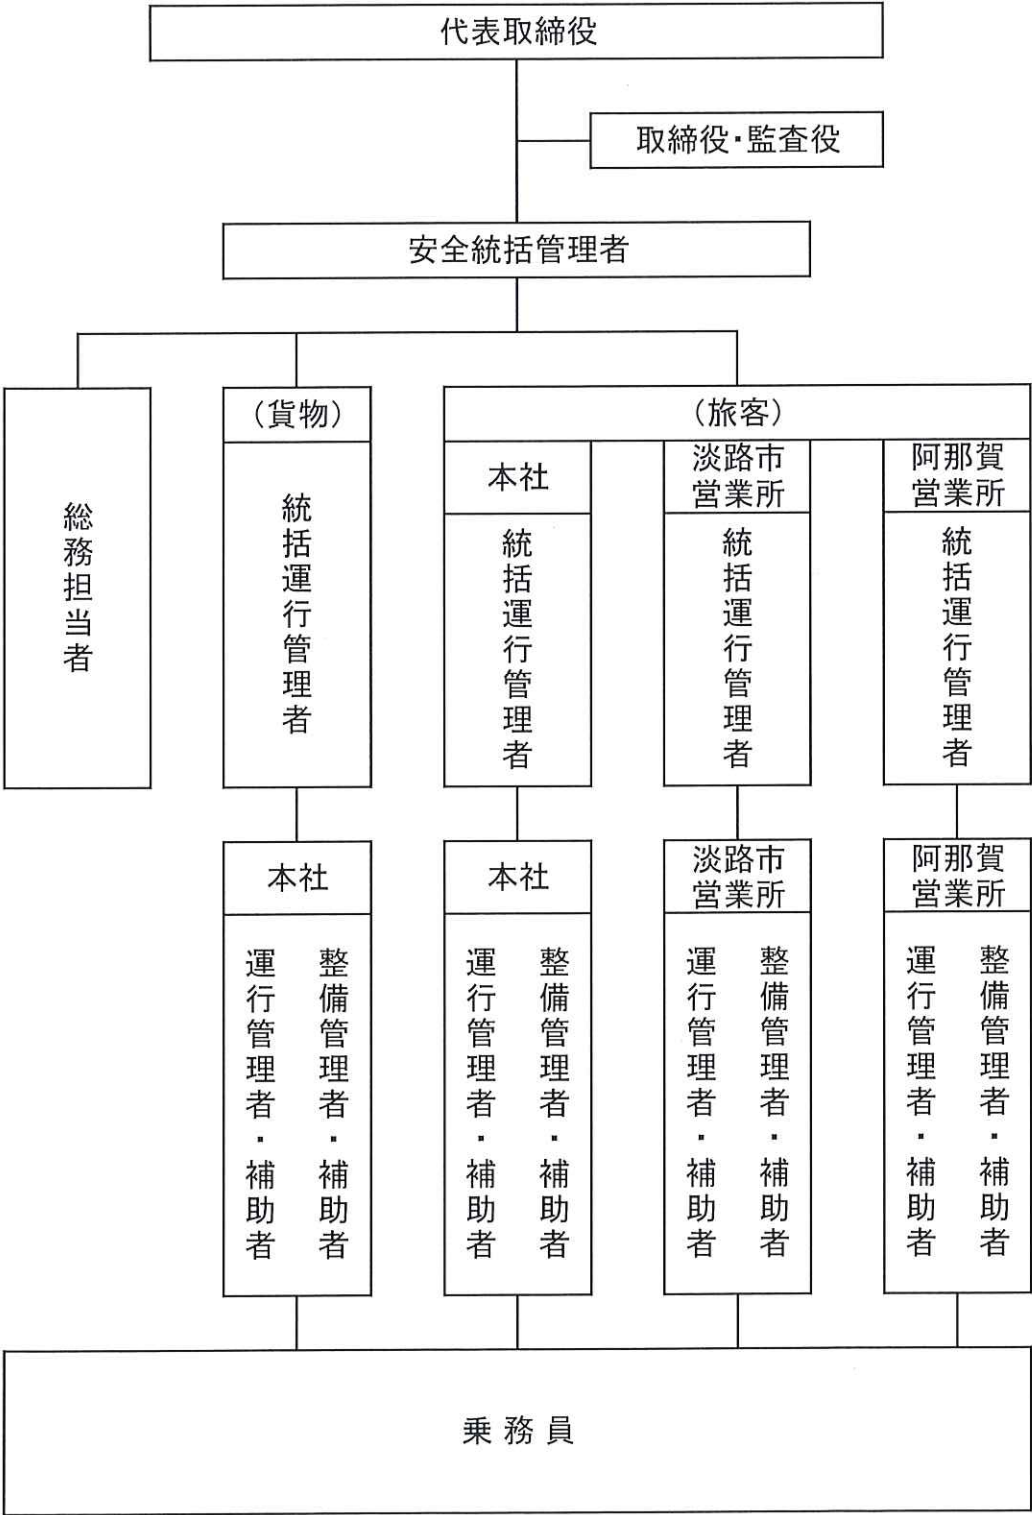 代表取締役
取締役・監査役
安全統括管理者
総務担当者
（貨物）
統括運行管理者
（旅客）
本社
統括運行管理者
淡路市
営業所
統括運行管理者
阿那賀
営業所
統括運行管理者
本社
運行管理者・補助者
整備管理者・補助者
本社
運行管理者・補助者
整備管理者・補助者
淡路市
営業所
運行管理者・補助者
整備管理者・補助者
阿那賀
営業所
運行管理者・補助者
整備管理者・補助者
乗務員